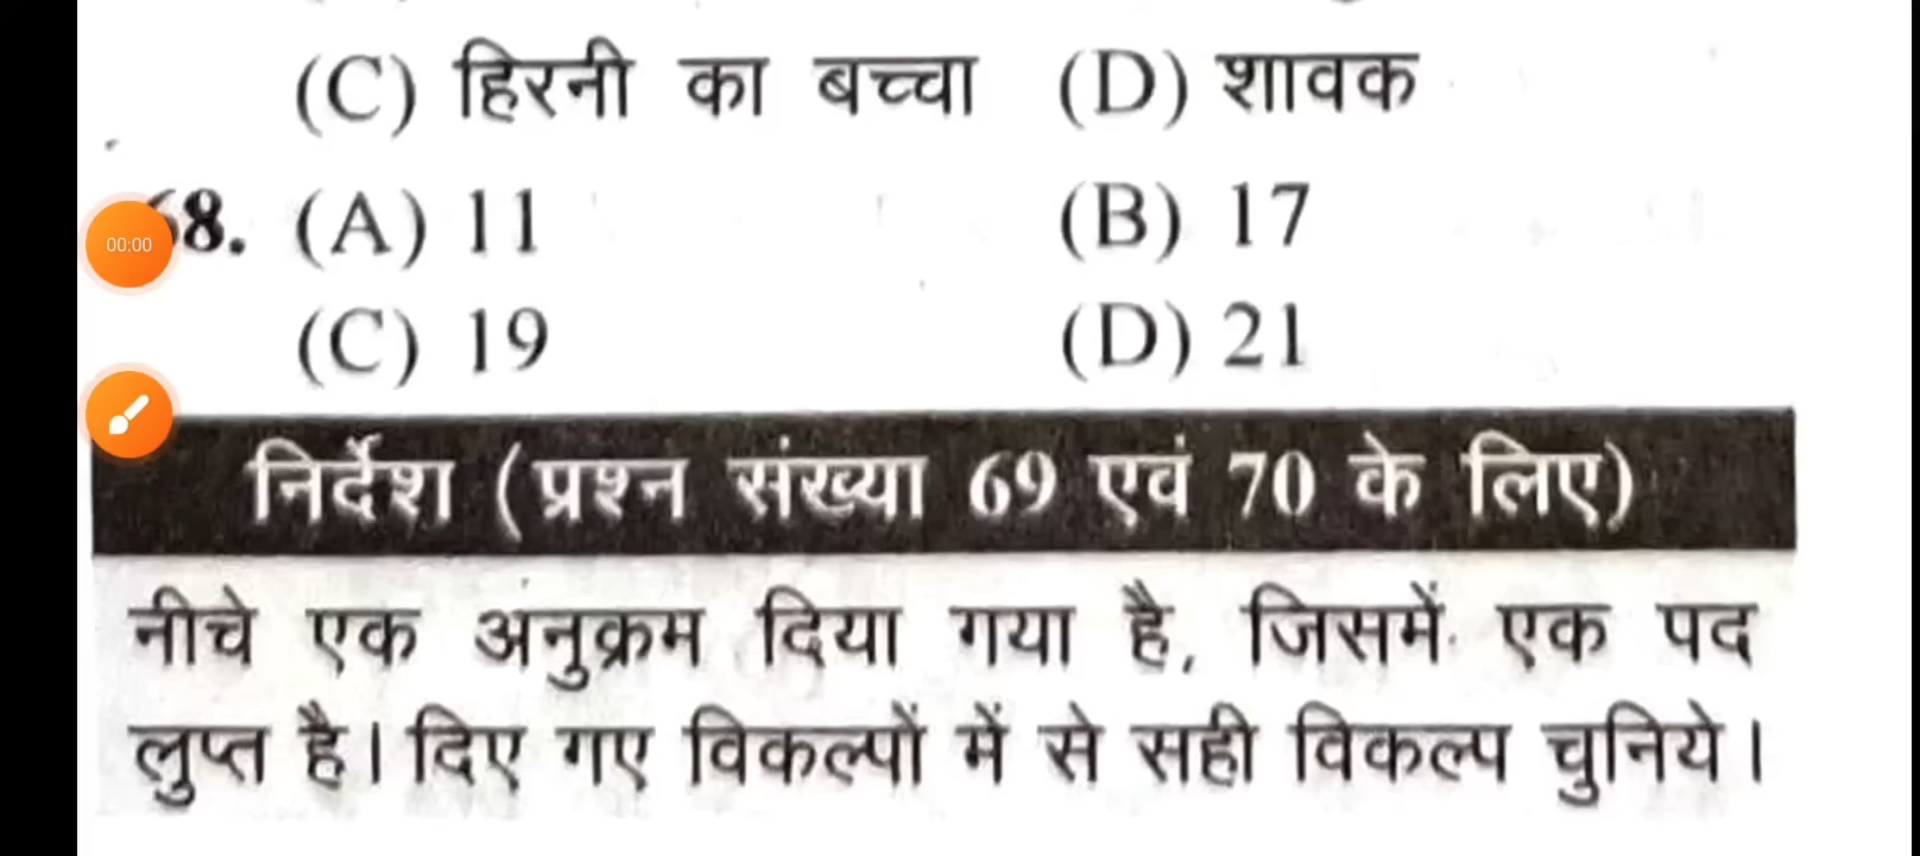 (C) हिरनी का बच्चा (D) शावक
68. (A) 11 (B) 17
(C) 19 (D) 21
00:00
निर्देश (प्रश्न संख्या 69 एवं 70 के लिए)
नीचे एक अनुक्रम दिया गया है, जिसमें एक पद
लुप्त है। दिए गए विकल्पों में से सही विकल्प चुनिये।